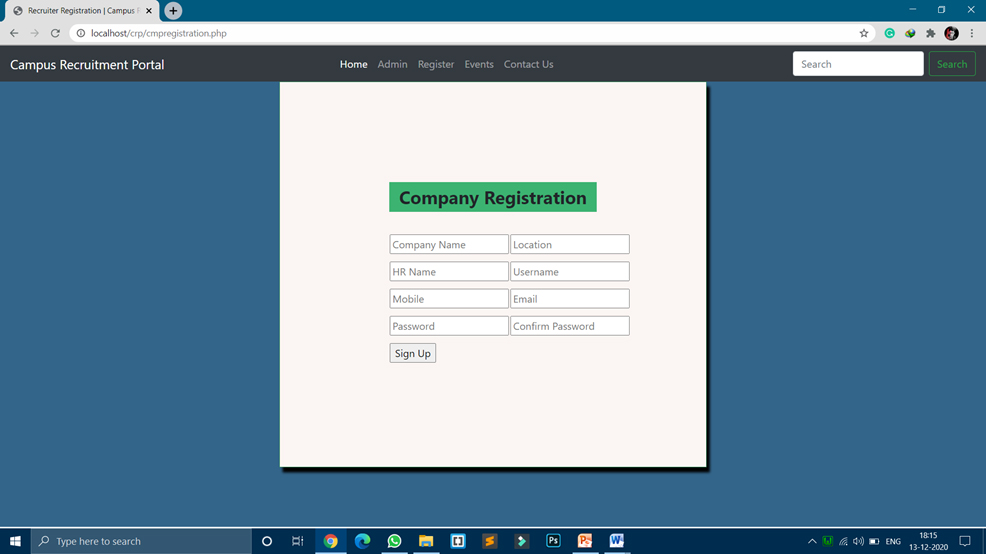 Recruiter Registration | Campus
localhost/crp/cmpregistration.php
Campus Recruitment Portal Home Admin Register Events Contact Us Search Search
Company Registration
Company Name Location
HR Name Username
Mobile Email
Password Confirm Password
Sign Up
Type here to search ENG 18:15
13-12-2020